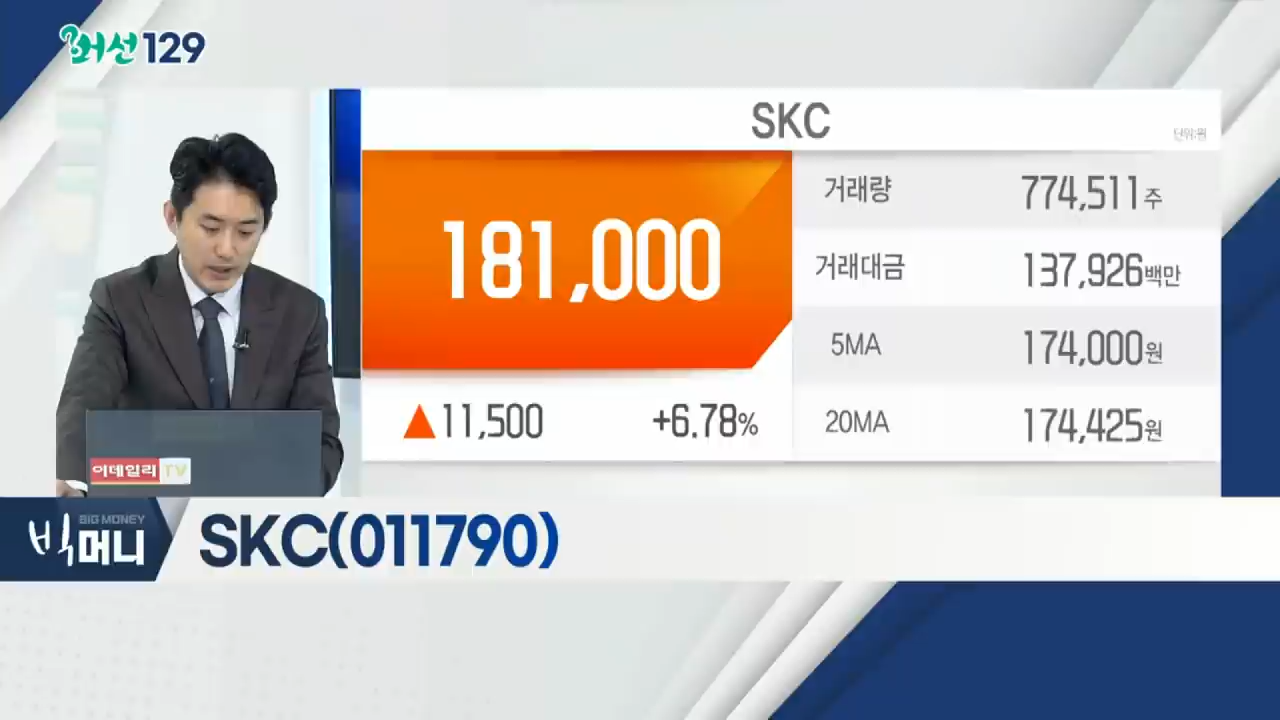 머선129
SKC
단위:원
181,000
▲11,500 +6.78%
거래량 774,511주
거래대금 137,926백만
5MA 174,000원
20MA 174,425원
이데일리TV
BIG MONEY
빅머니
SKC(011790)